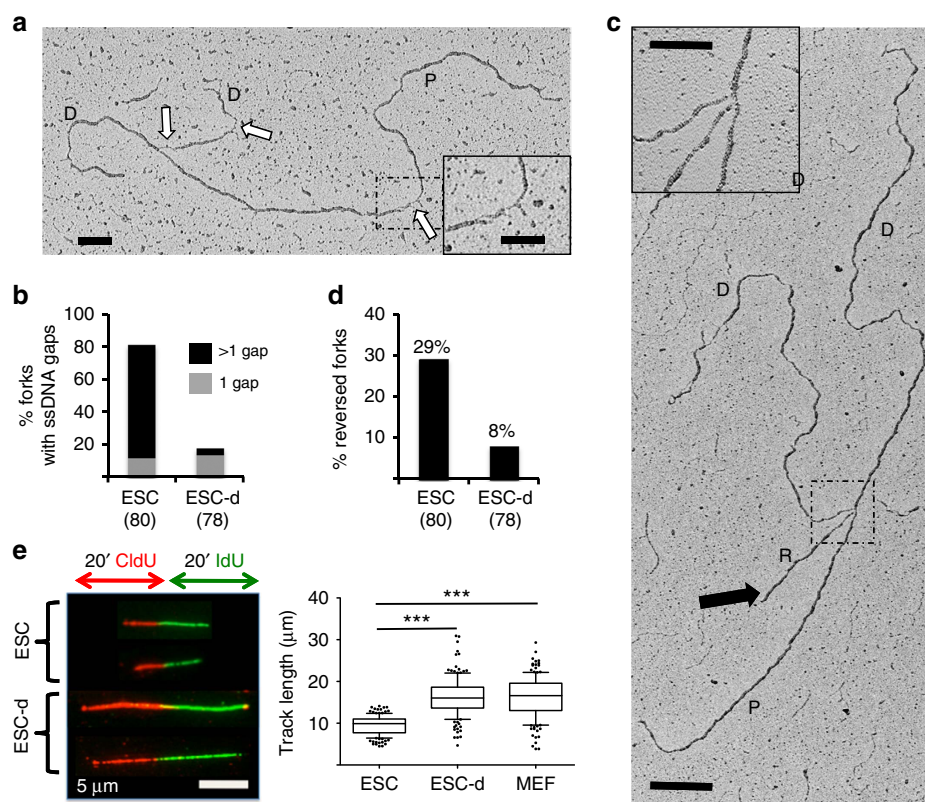 a
D
D
P
b
100
80
60
40
20
% forks
with ssDNA gaps
>1 gap
1 gap
ESC
(80)
ESC-d
(78)
d
40
30
20
10
% reversed forks
29%
8%
ESC
(80)
ESC-d
(78)
c
D
D
D
R
P
e
20′ CldU
20′ IdU
ESC
ESC-d
5 μm
Track length (μm)
40
30
20
10
***
***
ESC
ESC-d
MEF